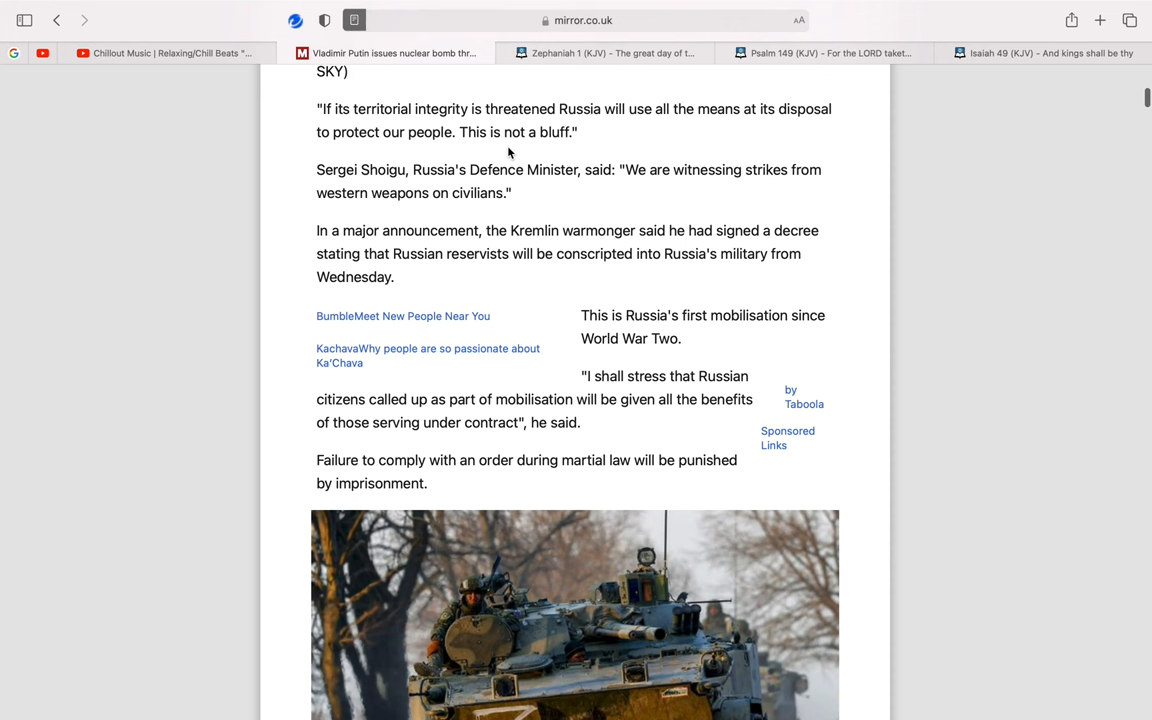 mirror.co.uk
AA
G
Chillout Music | Relaxing/Chill Beats "...
M
Vladimir Putin issues nuclear bomb thr...
Zephaniah 1 (KJV) - The great day of t...
Psalm 149 (KJV) - For the LORD taket...
Isaiah 49 (KJV) - And kings shall be thy
SKY)
"If its territorial integrity is threatened Russia will use all the means at its disposal
to protect our people. This is not a bluff."
Sergei Shoigu, Russia's Defence Minister, said: "We are witnessing strikes from
western weapons on civilians."
In a major announcement, the Kremlin warmonger said he had signed a decree
stating that Russian reservists will be conscripted into Russia's military from
Wednesday.
BumbleMeet New People Near You
KachavaWhy people are so passionate about
Ka'Chava
This is Russia's first mobilisation since
World War Two.
"I shall stress that Russian
citizens called up as part of mobilisation will be given all the benefits
of those serving under contract", he said.
by
Taboola
Sponsored
Links
Failure to comply with an order during martial law will be punished
by imprisonment.